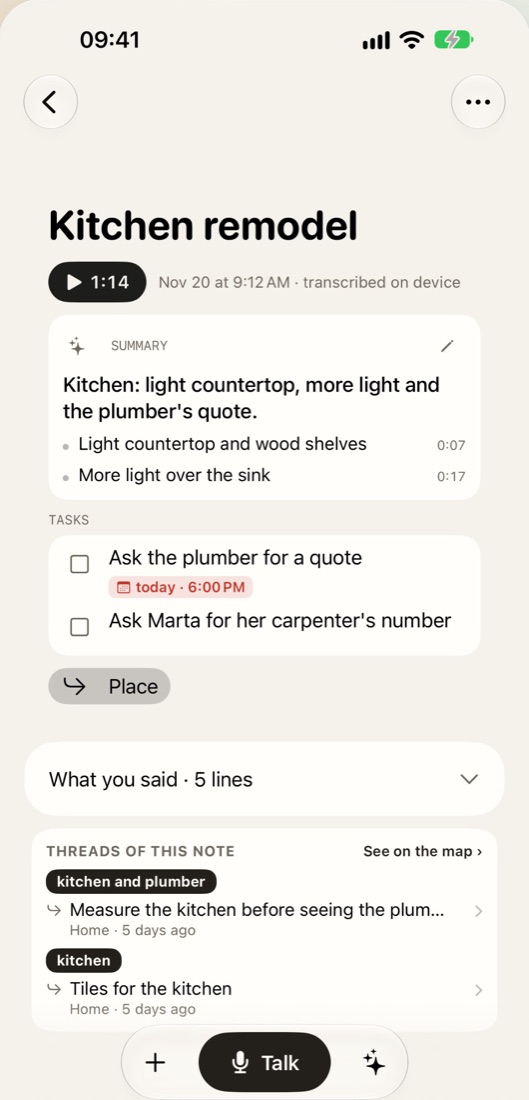 09:41
Kitchen remodel
1:14 Nov 20 at 9:12 AM · transcribed on device
SUMMARY
Kitchen: light countertop, more light and
the plumber's quote.
Light countertop and wood shelves 0:07
More light over the sink 0:17
TASKS
Ask the plumber for a quote
today · 6:00 PM
Ask Marta for her carpenter's number
Place
What you said · 5 lines
THREADS OF THIS NOTE See on the map ›
kitchen and plumber
Measure the kitchen before seeing the plum...
Home · 5 days ago
kitchen
Tiles for the kitchen
Home · 5 days ago
Talk